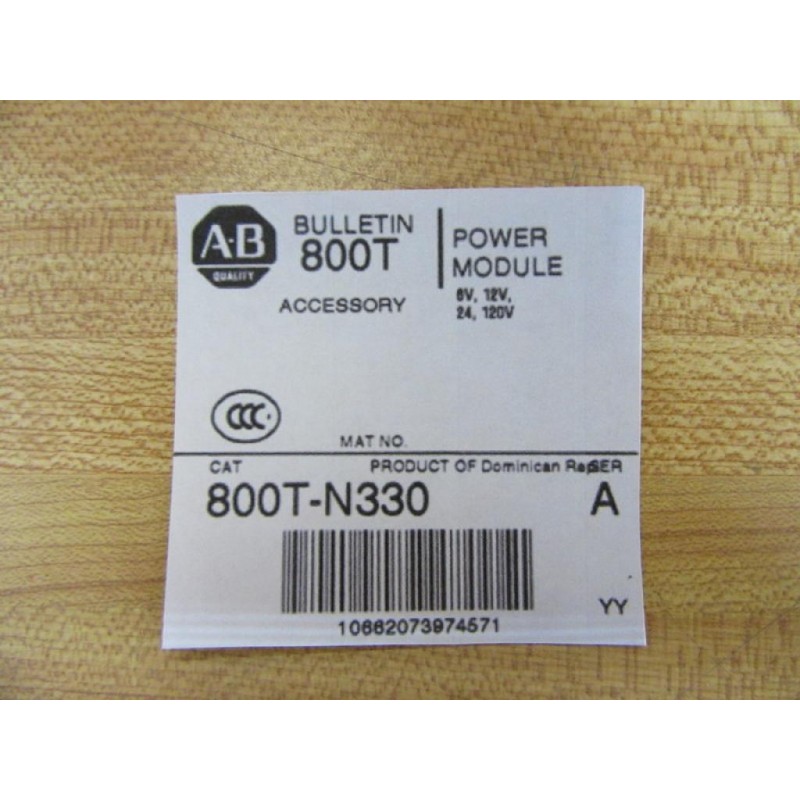 A-B
QUALITY
BULLETIN
800T
ACCESSORY
POWER
MODULE
6V, 12V,
24, 120V
CCC
MAT NO.
CAT
PRODUCT OF Dominican Rep
SER
800T-N330
A
YY
10662073974571